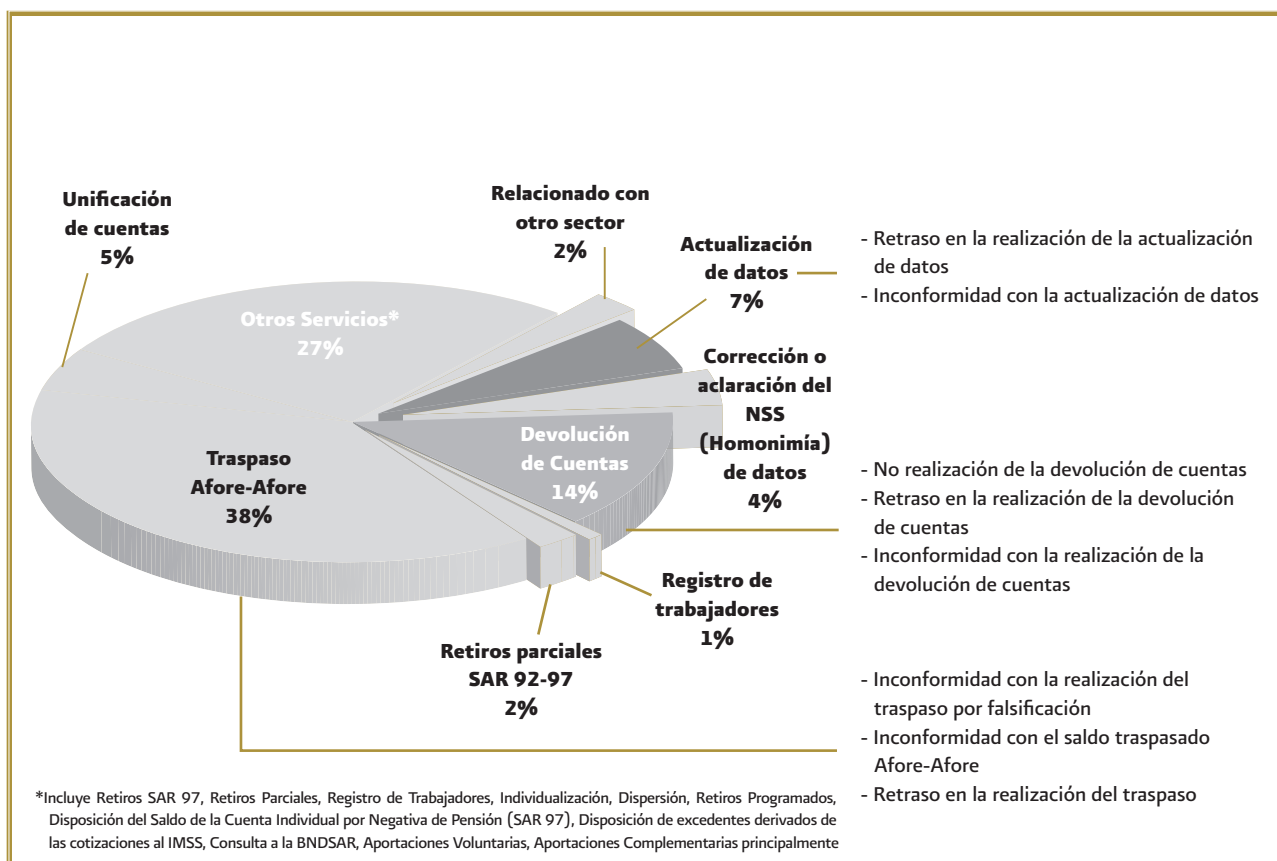 Unificación
de cuentas
5%
Relacionado con
otro sector
2%
Actualización
de datos
7%
- Retraso en la realización de la actualización
de datos
- Inconformidad con la actualización de datos
Otros Servicios*
27%
Corrección o
aclaración del
NSS
(Homonimía)
de datos
4%
Devolución
de Cuentas
14%
Traspaso
Afore-Afore
38%
- No realización de la devolución de cuentas
- Retraso en la realización de la devolución
de cuentas
- Inconformidad con la realización de la
devolución de cuentas
Registro de
trabajadores
1%
Retiros parciales
SAR 92-97
2%
- Inconformidad con la realización del
traspaso por falsificación
- Inconformidad con el saldo traspasado
Afore-Afore
- Retraso en la realización del traspaso
*Incluye Retiros SAR 97, Retiros Parciales, Registro de Trabajadores, Individualización, Dispersión, Retiros Programados,
Disposición del Saldo de la Cuenta Individual por Negativa de Pensión (SAR 97), Disposición de excedentes derivados de
las cotizaciones al IMSS, Consulta a la BNDSAR, Aportaciones Voluntarias, Aportaciones Complementarias principalmente